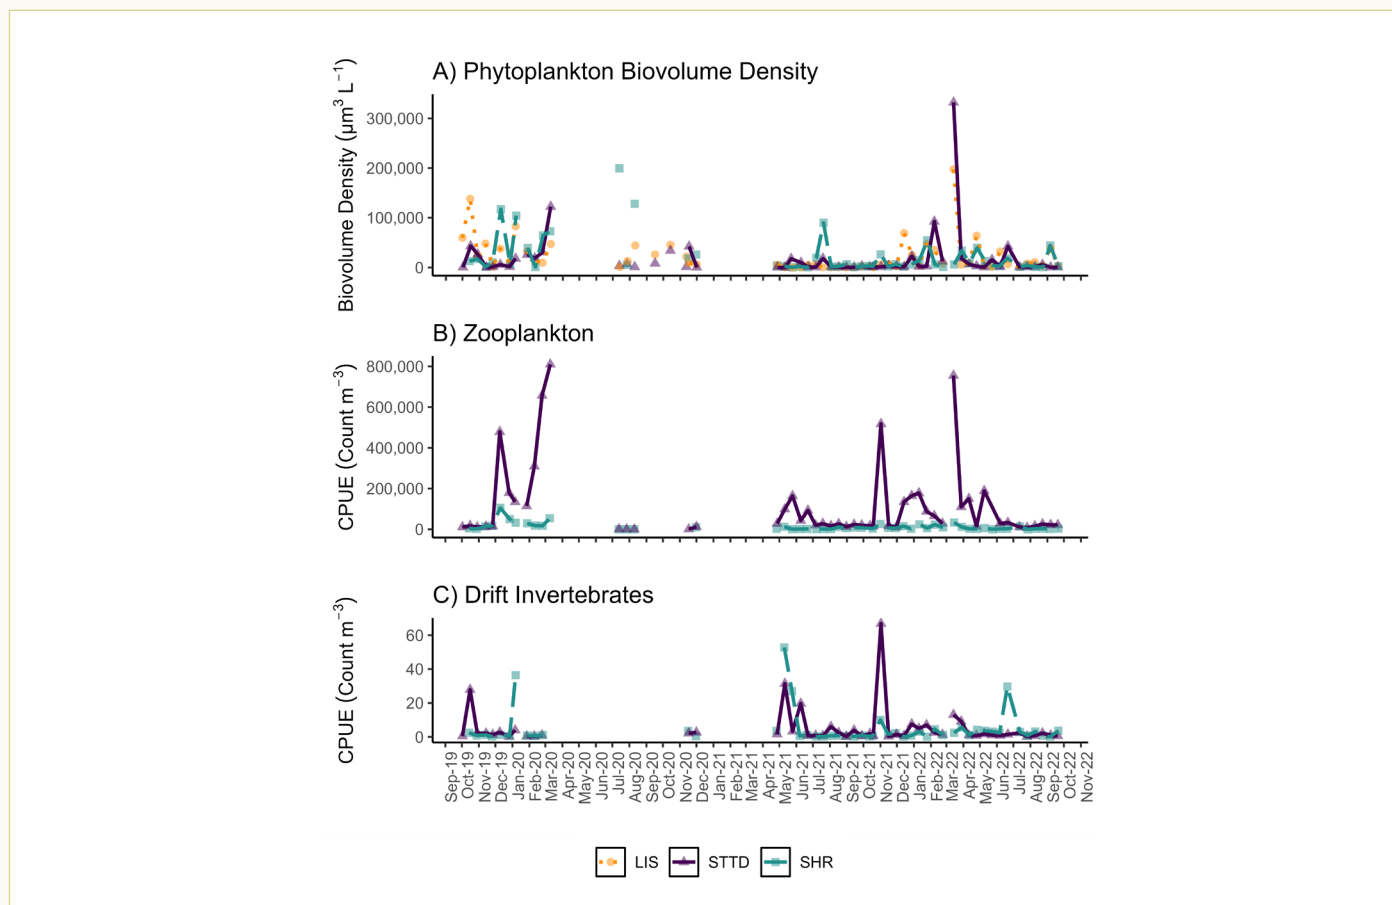 A) Phytoplankton Biovolume Density
Biovolume Density (µm³ L⁻¹)
300,000
200,000
100,000
0
B) Zooplankton
CPUE (Count m⁻³)
800,000
600,000
400,000
200,000
0
C) Drift Invertebrates
CPUE (Count m⁻³)
60
40
20
0
Sep-19 Oct-19 Nov-19 Dec-19 Jan-20 Feb-20 Mar-20 Apr-20 May-20 Jun-20 Jul-20 Aug-20 Sep-20 Oct-20 Nov-20 Dec-20 Jan-21 Feb-21 Mar-21 Apr-21 May-21 Jun-21 Jul-21 Aug-21 Sep-21 Oct-21 Nov-21 Dec-21 Jan-22 Feb-22 Mar-22 Apr-22 May-22 Jun-22 Jul-22 Aug-22 Sep-22 Oct-22 Nov-22
LIS STTD SHR